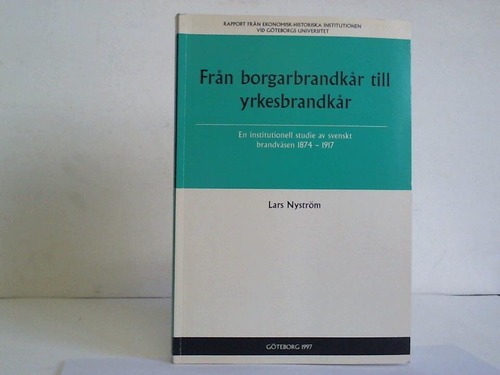 RAPPORT FRÅN EKONOMISK-HISTORISKA INSTITUTIONEN
VID GÖTEBORGS UNIVERSITET
Från borgarbrandkår till
yrkesbrandkår
En institutionell studie av svenskt
brandväsen 1874 – 1917
Lars Nyström
GÖTEBORG 1997